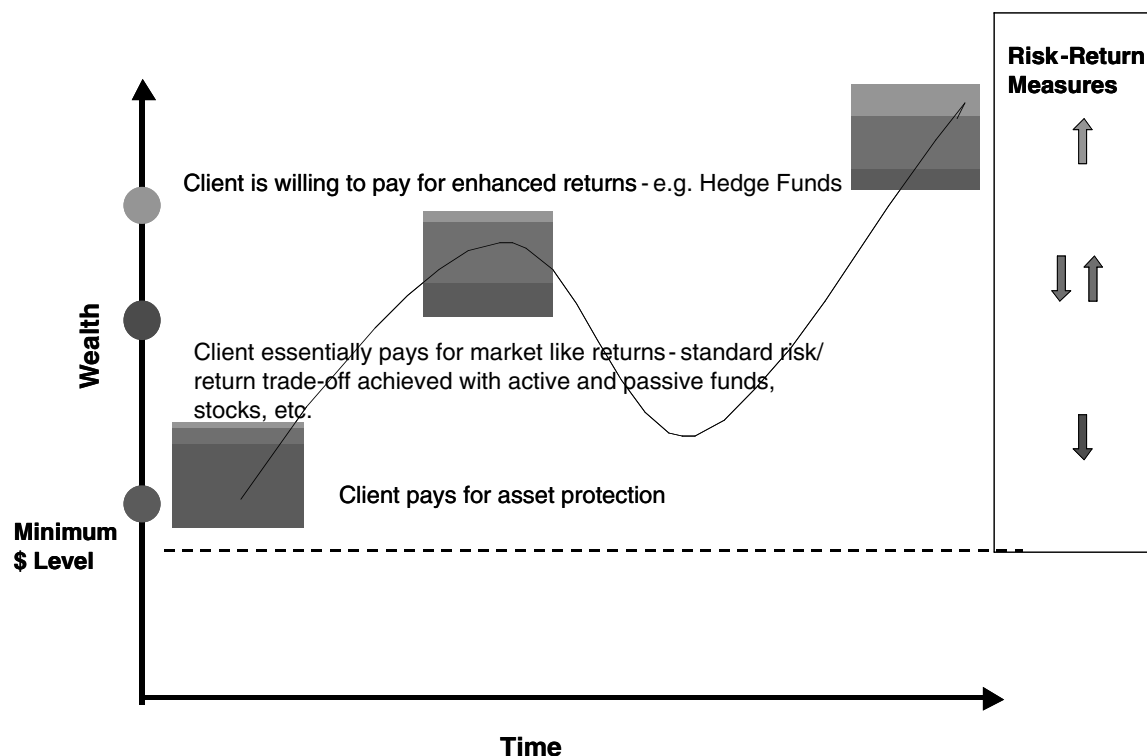 Risk-Return
Measures
Client is willing to pay for enhanced returns - e.g. Hedge Funds
Wealth
Client essentially pays for market like returns - standard risk/
return trade-off achieved with active and passive funds,
stocks, etc.
Client pays for asset protection
Minimum
$ Level
Time